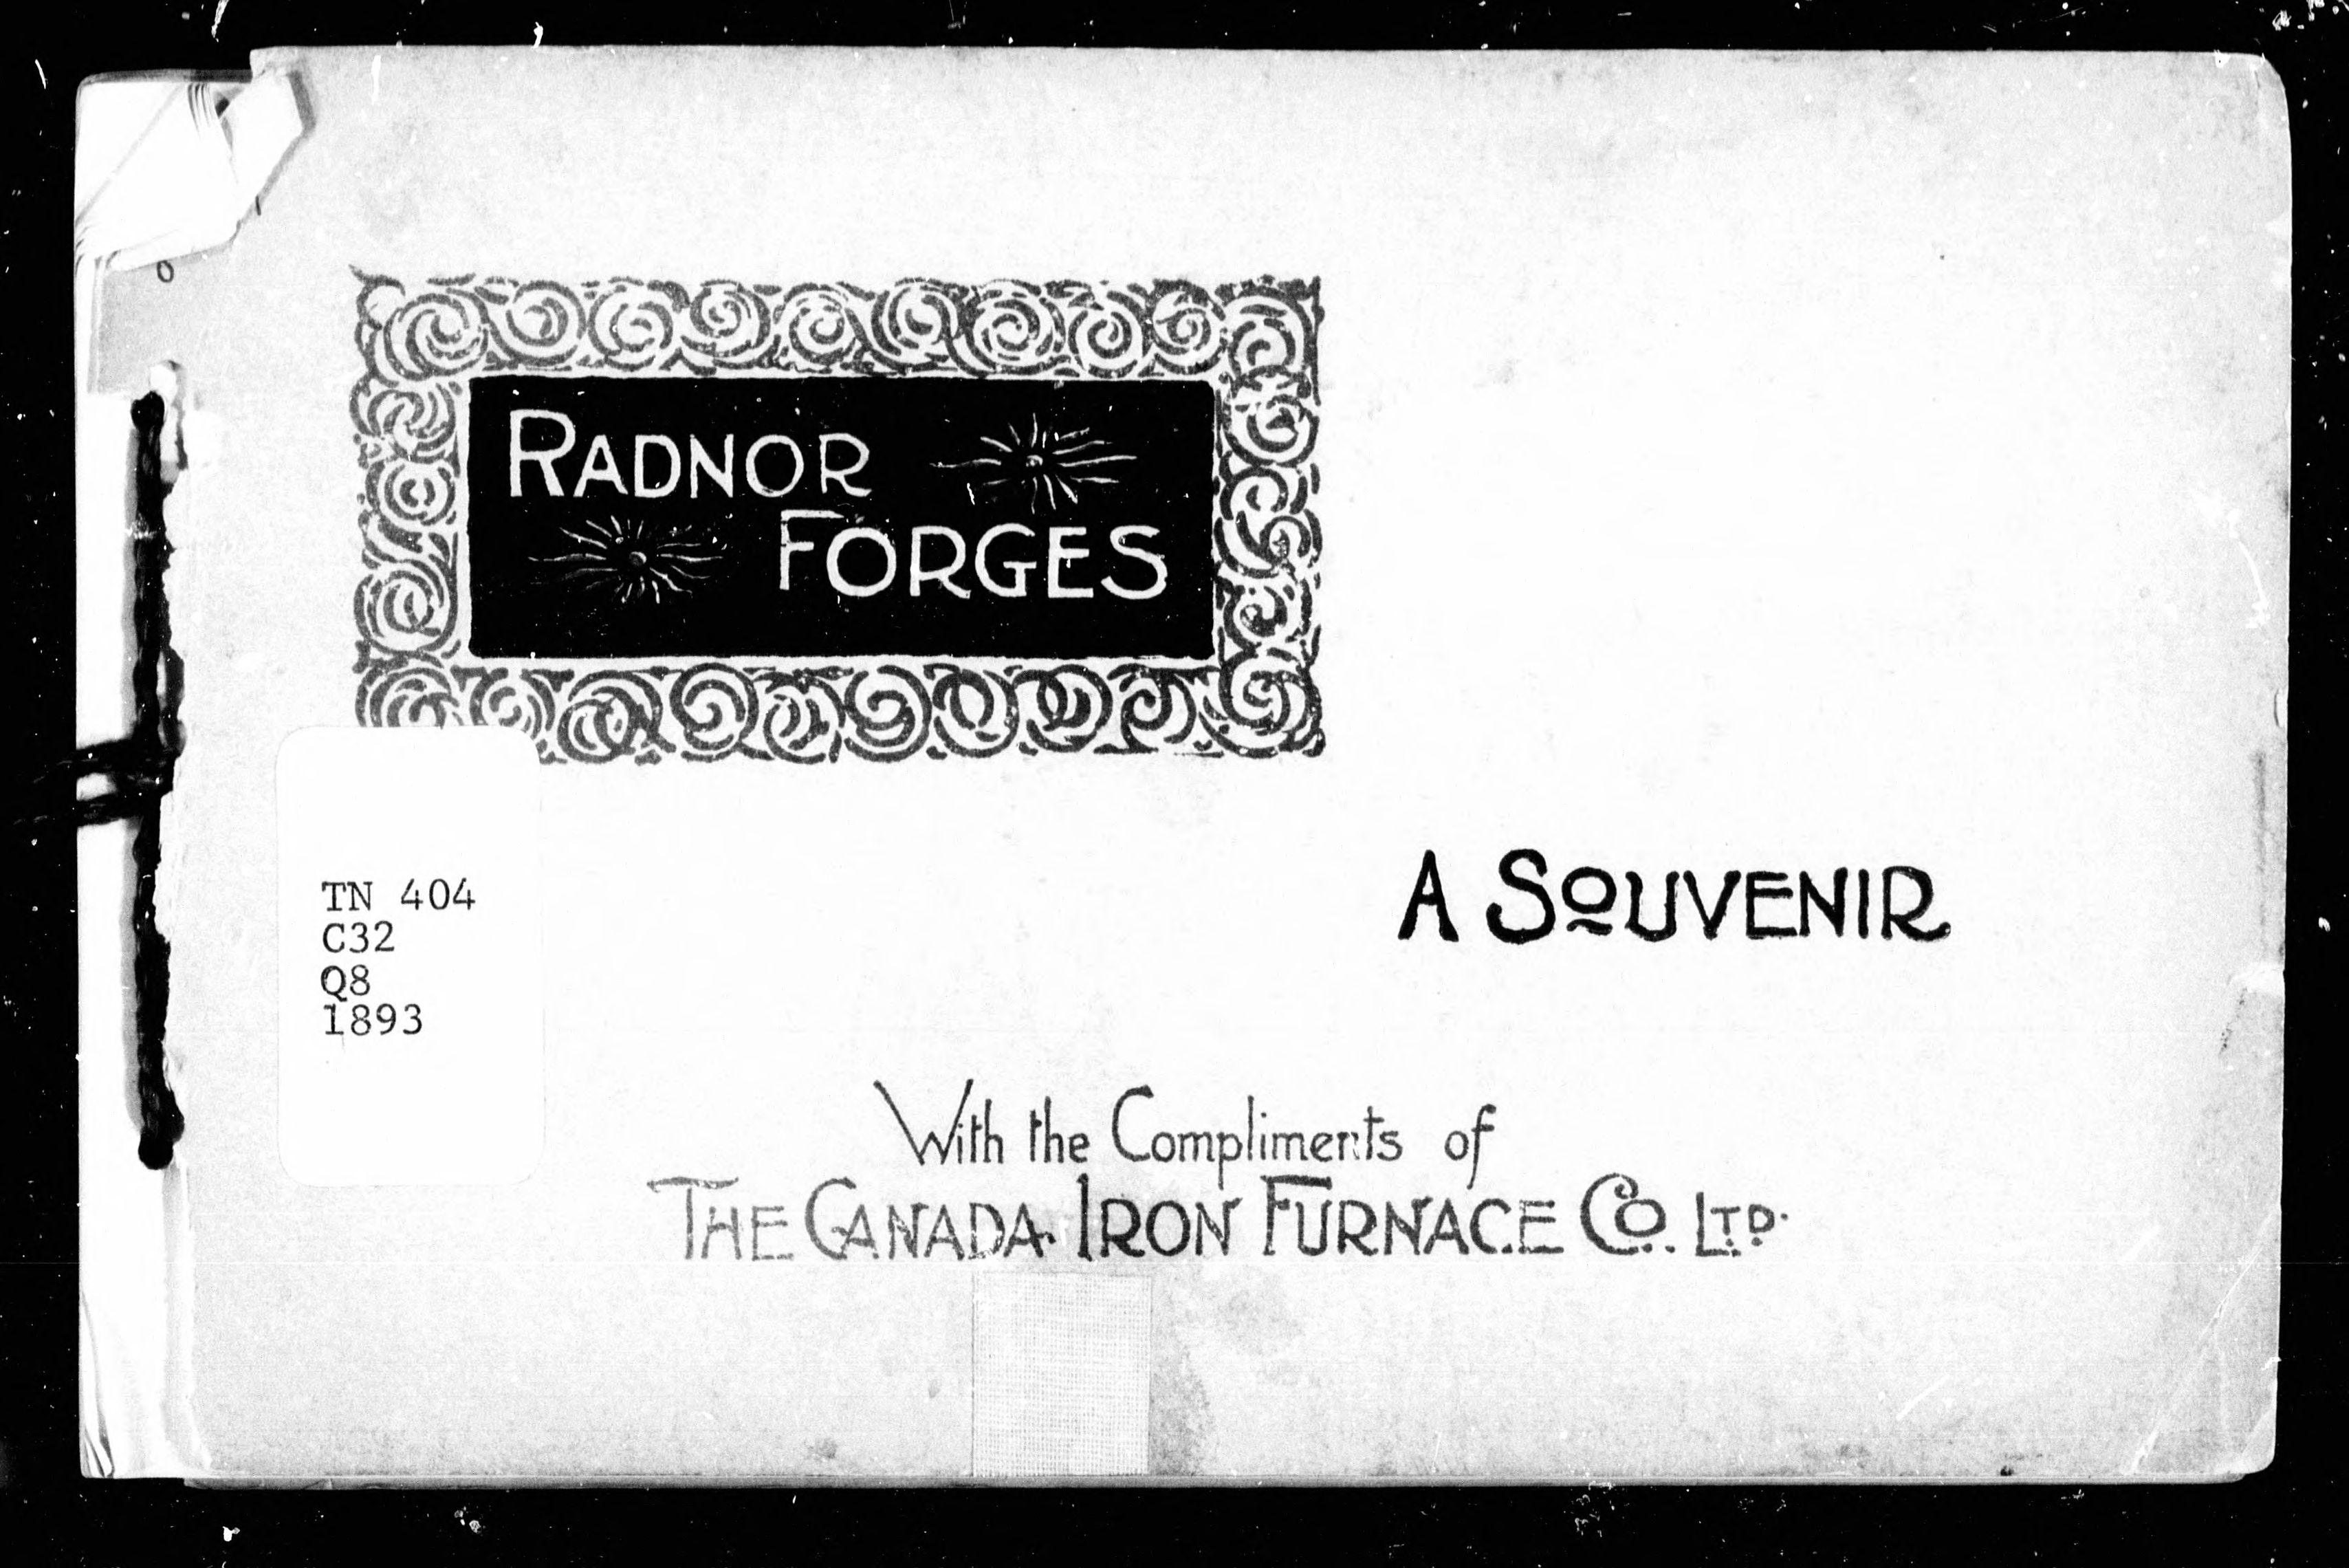 RADNOR
FORGES
A SOUVENIR
TN 404
C32
Q8
1893
With the Compliments of
THE CANADA IRON FURNACE CO. LTD.